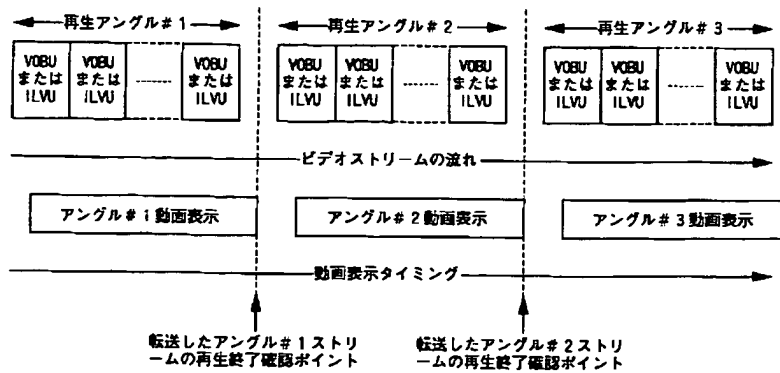 再生アングル#1
再生アングル#2
再生アングル#3
VOBU
または
ILVU
VOBU
または
ILVU
VOBU
または
ILVU
VOBU
または
ILVU
VOBU
または
ILVU
VOBU
または
ILVU
VOBU
または
ILVU
VOBU
または
ILVU
VOBU
または
ILVU
ビデオストリームの流れ
アングル#1動画表示
アングル#2動画表示
アングル#3動画表示
動画表示タイミング
転送したアングル#1ストリ
ームの再生終了確認ポイント
転送したアングル#2ストリ
ームの再生終了確認ポイント